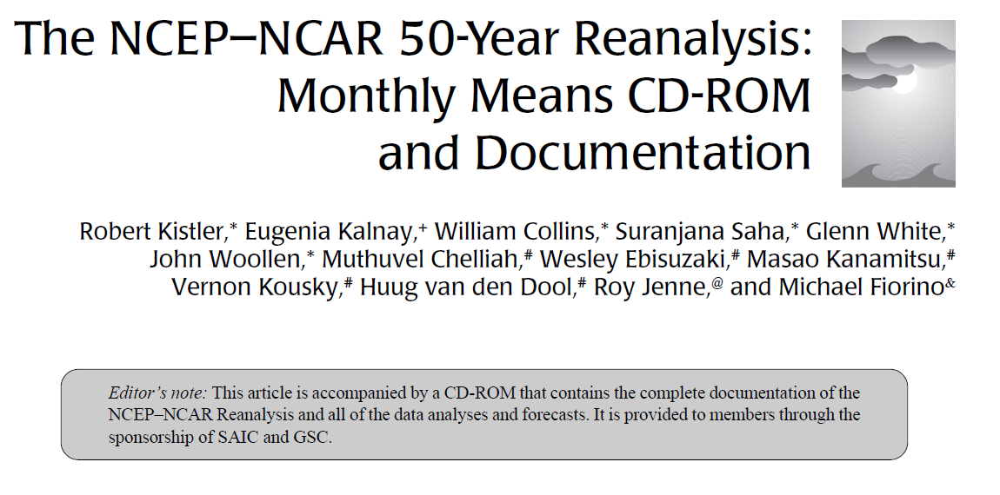 The NCEP–NCAR 50-Year Reanalysis:
Monthly Means CD-ROM
and Documentation
Robert Kistler,* Eugenia Kalnay,+ William Collins,* Suranjana Saha,* Glenn White,*
John Woollen,* Muthuvel Chelliah,# Wesley Ebisuzaki,# Masao Kanamitsu,#
Vernon Kousky,# Huug van den Dool,# Roy Jenne,@ and Michael Fiorino&
Editor's note: This article is accompanied by a CD-ROM that contains the complete documentation of the
NCEP–NCAR Reanalysis and all of the data analyses and forecasts. It is provided to members through the
sponsorship of SAIC and GSC.